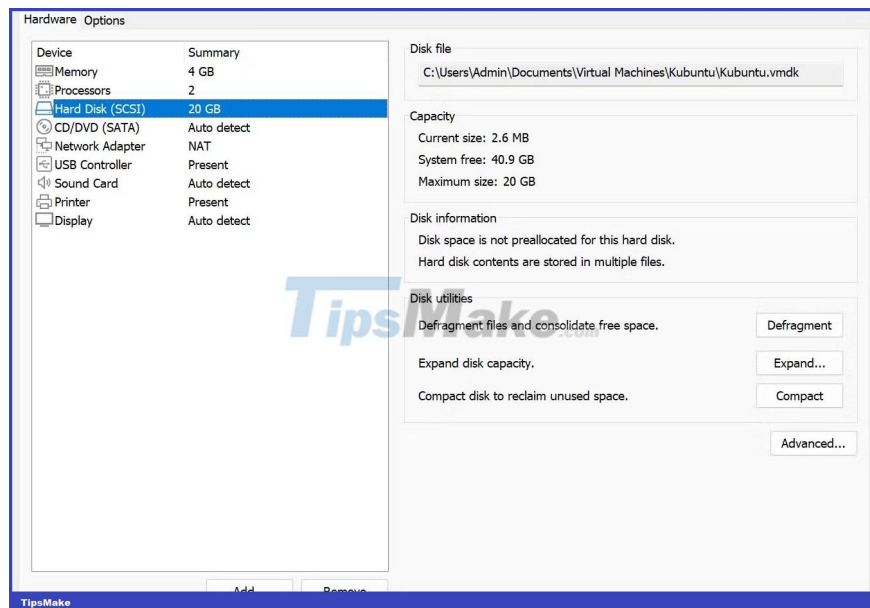 Hardware Options
Device Summary
Memory 4 GB
Processors 2
Hard Disk (SCSI) 20 GB
CD/DVD (SATA) Auto detect
Network Adapter NAT
USB Controller Present
Sound Card Auto detect
Printer Present
Display Auto detect
Add... Remove
Disk file
C:\Users\Admin\Documents\Virtual Machines\Kubuntu\Kubuntu.vmdk
Capacity
Current size: 2.6 MB
System free: 40.9 GB
Maximum size: 20 GB
Disk information
Disk space is not preallocated for this hard disk.
Hard disk contents are stored in multiple files.
Disk utilities
Defragment files and consolidate free space. Defragment
Expand disk capacity. Expand...
Compact disk to reclaim unused space. Compact
Advanced...
TipsMake.com
TipsMake